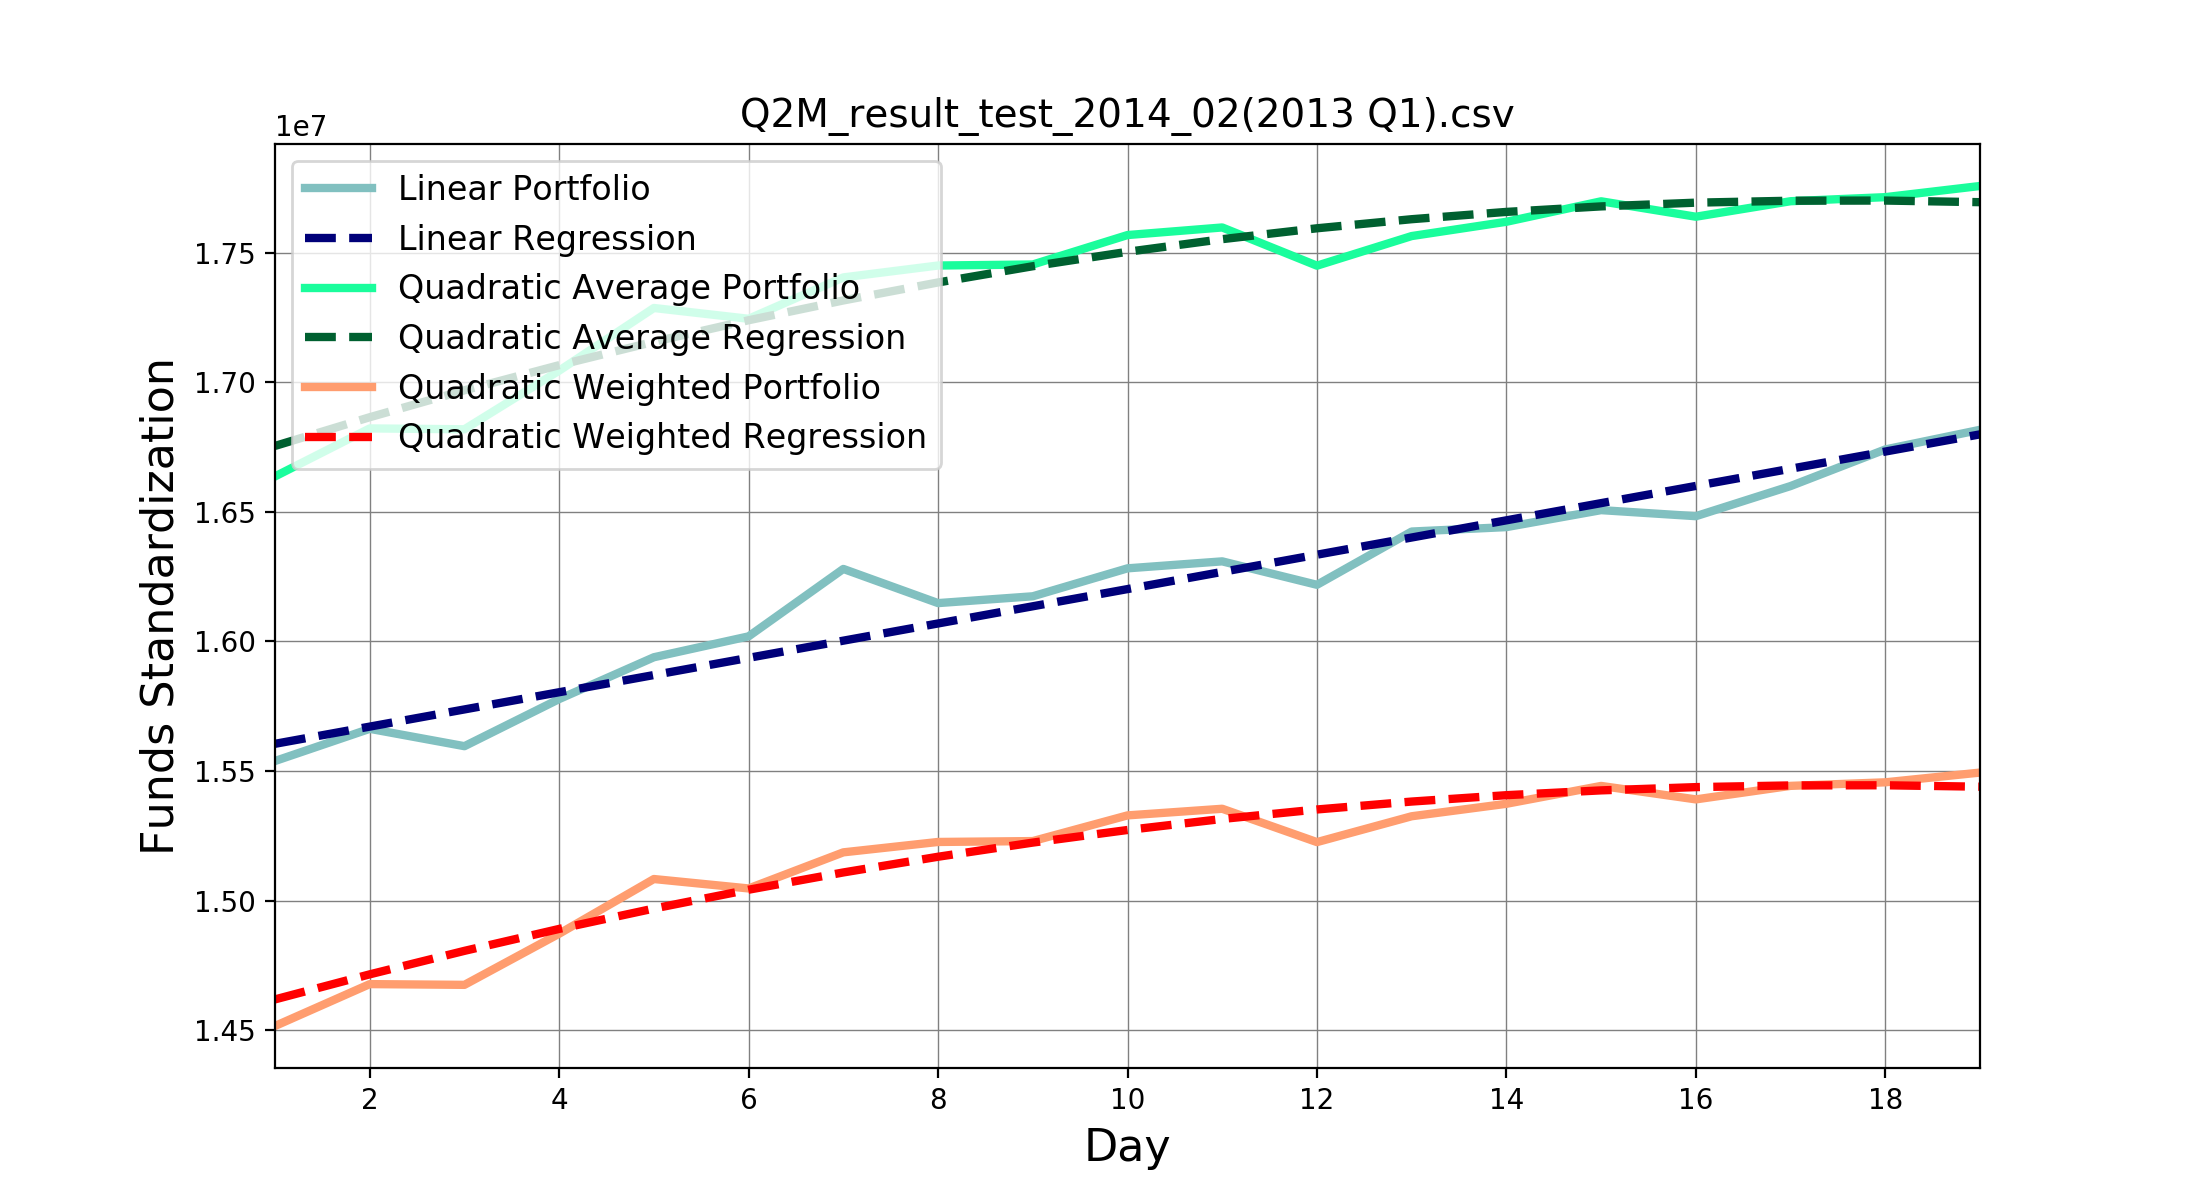 Q2M_result_test_2014_02(2013 Q1).csv
1e7
Linear Portfolio
Linear Regression
Quadratic Average Portfolio
Quadratic Average Regression
Quadratic Weighted Portfolio
Quadratic Weighted Regression
Funds Standardization
1.75
1.70
1.65
1.60
1.55
1.50
1.45
2 4 6 8 10 12 14 16 18
Day